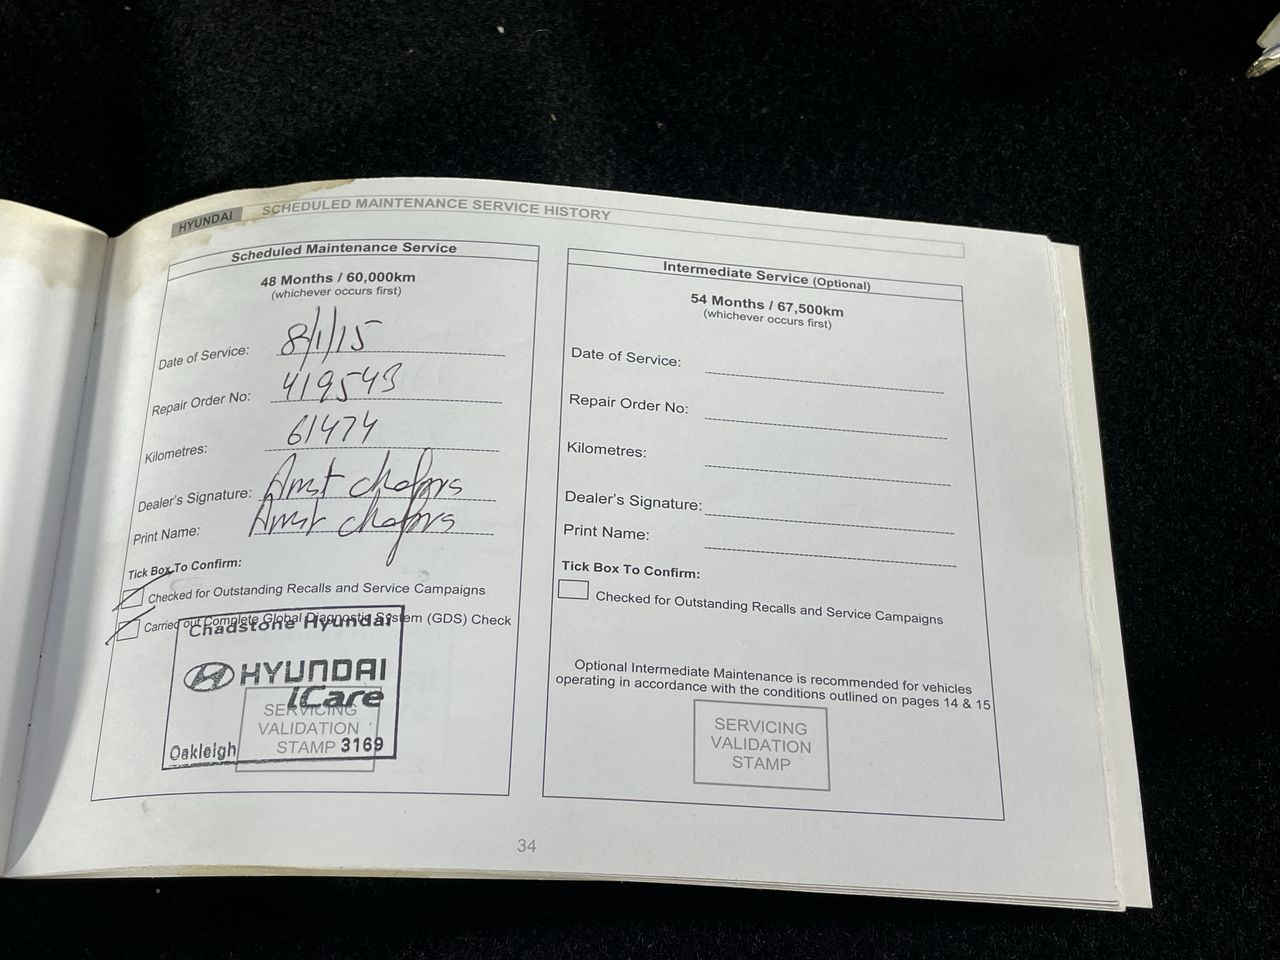 HYUNDAI SCHEDULED MAINTENANCE SERVICE HISTORY
Scheduled Maintenance Service
48 Months / 60,000km
(whichever occurs first)
Date of Service: 8/1/15
Repair Order No: 419543
Kilometres: 61474
Dealer's Signature:
Print Name:
Tick Box To Confirm:
Checked for Outstanding Recalls and Service Campaigns
Carried out Complete Global Diagnostic System (GDS) Check
Chadstone Hyundai
HYUNDAI
iCare
SERVICING
VALIDATION
STAMP
Oakleigh 3169
Intermediate Service (Optional)
54 Months / 67,500km
(whichever occurs first)
Date of Service:
Repair Order No:
Kilometres:
Dealer's Signature:
Print Name:
Tick Box To Confirm:
Checked for Outstanding Recalls and Service Campaigns
Optional Intermediate Maintenance is recommended for vehicles
operating in accordance with the conditions outlined on pages 14 & 15
SERVICING
VALIDATION
STAMP
34